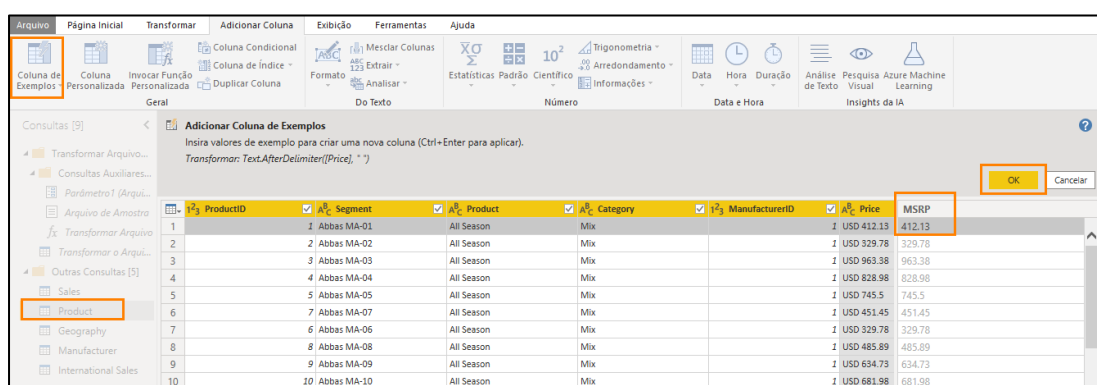 Arquivo Página Inicial Transformar Adicionar Coluna Exibição Ferramentas Ajuda
Coluna de Exemplos
Coluna Personalizada
Invocar Função Personalizada
Coluna Condicional
Coluna de Índice
Duplicar Coluna
Geral
Formato
Mesclar Colunas
Extrair
Analisar
Do Texto
Estatísticas Padrão Científico
Trigonometria
Arredondamento
Informações
Número
Data Hora Duração
Data e Hora
Análise de Texto
Pesquisa Visual
Azure Machine Learning
Insights da IA
Consultas [9]
Transformar Arquivo...
Consultas Auxiliares...
Parâmetro1 (Arqui...
Arquivo de Amostra
Transformar Arquivo
Transformar o Arqui...
Outras Consultas [5]
Sales
Product
Geography
Manufacturer
International Sales
Adicionar Coluna de Exemplos
Insira valores de exemplo para criar uma nova coluna (Ctrl+Enter para aplicar).
Transformar: Text.AfterDelimiter([Price], " ")
OK Cancelar
ProductID Segment Product Category ManufacturerID Price MSRP
1 1 Abbas MA-01 All Season Mix 1 USD 412.13 412.13
2 2 Abbas MA-02 All Season Mix 1 USD 329.78 329.78
3 3 Abbas MA-03 All Season Mix 1 USD 963.38 963.38
4 4 Abbas MA-04 All Season Mix 1 USD 828.98 828.98
5 5 Abbas MA-05 All Season Mix 1 USD 745.5 745.5
6 7 Abbas MA-07 All Season Mix 1 USD 451.45 451.45
7 6 Abbas MA-06 All Season Mix 1 USD 329.78 329.78
8 8 Abbas MA-08 All Season Mix 1 USD 485.89 485.89
9 9 Abbas MA-09 All Season Mix 1 USD 634.73 634.73
10 10 Abbas MA-10 All Season Mix 1 USD 681.98 681.98